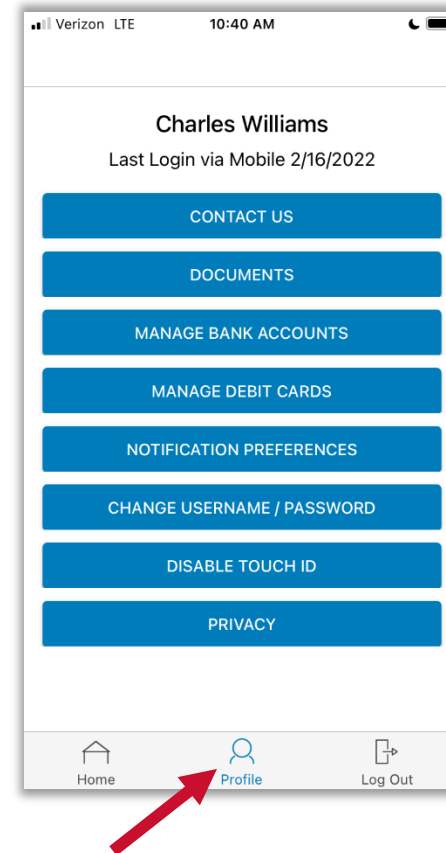 Verizon LTE 10:40 AM
Charles Williams
Last Login via Mobile 2/16/2022
CONTACT US
DOCUMENTS
MANAGE BANK ACCOUNTS
MANAGE DEBIT CARDS
NOTIFICATION PREFERENCES
CHANGE USERNAME / PASSWORD
DISABLE TOUCH ID
PRIVACY
Home Profile Log Out